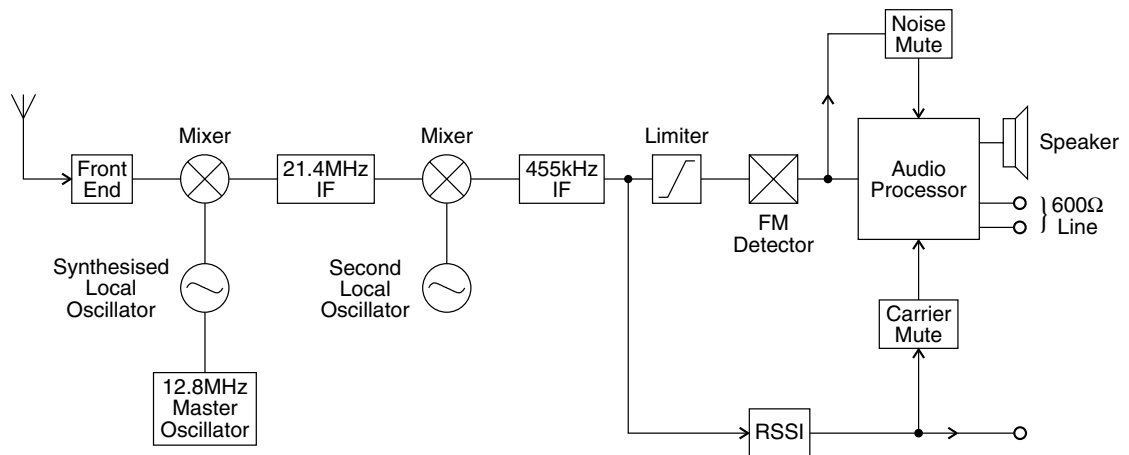 Noise
Mute
Mixer
Mixer
Limiter
Speaker
Front
End
21.4MHz
IF
455kHz
IF
Audio
Processor
600Ω
Line
FM
Detector
Synthesised
Local
Oscillator
Second
Local
Oscillator
Carrier
Mute
12.8MHz
Master
Oscillator
RSSI